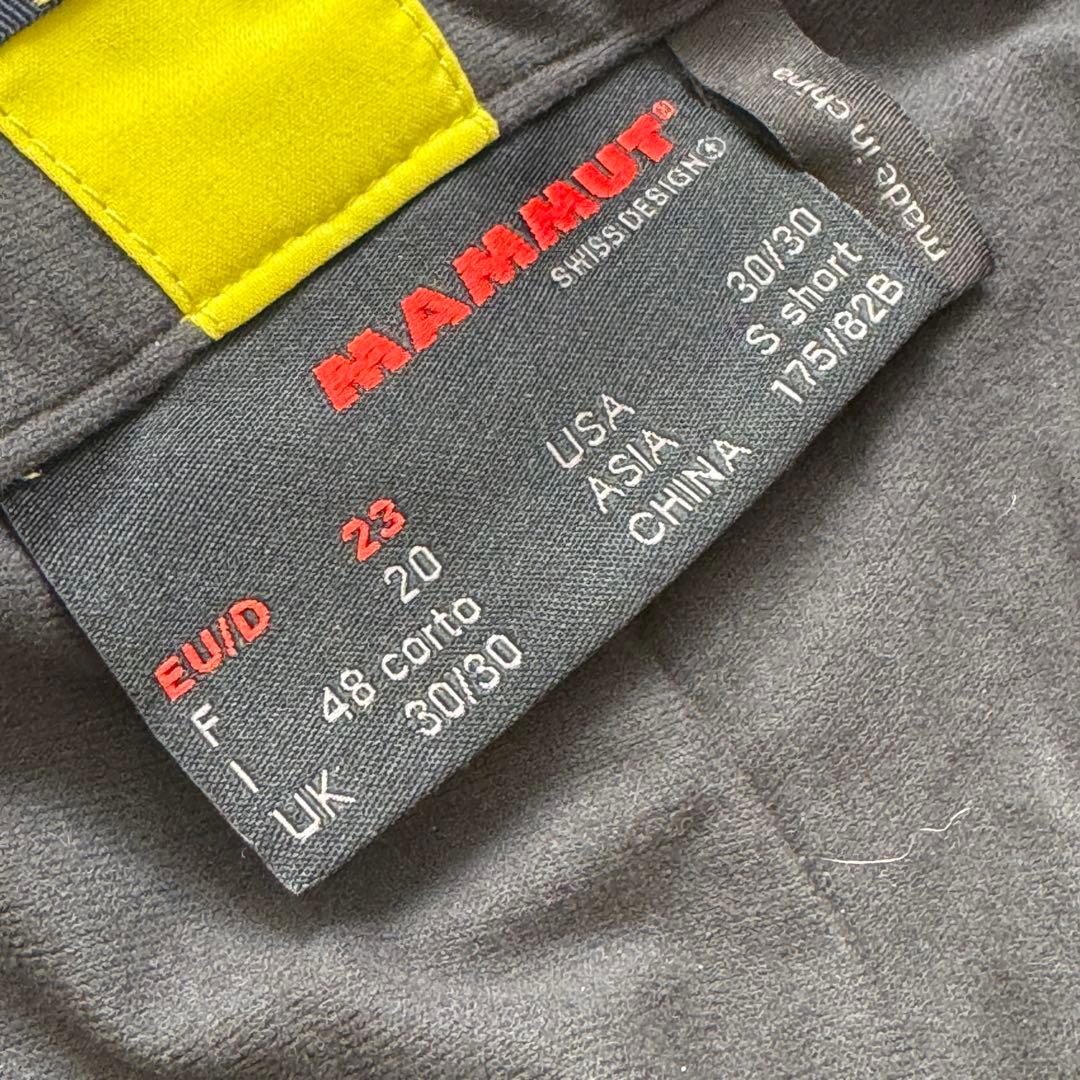 MAMMUT®
SWISS DESIGN
EU/D 23
F 20
I 48 corto
UK 30/30
USA 30/30
ASIA S short
CHINA 175/82B
made in china